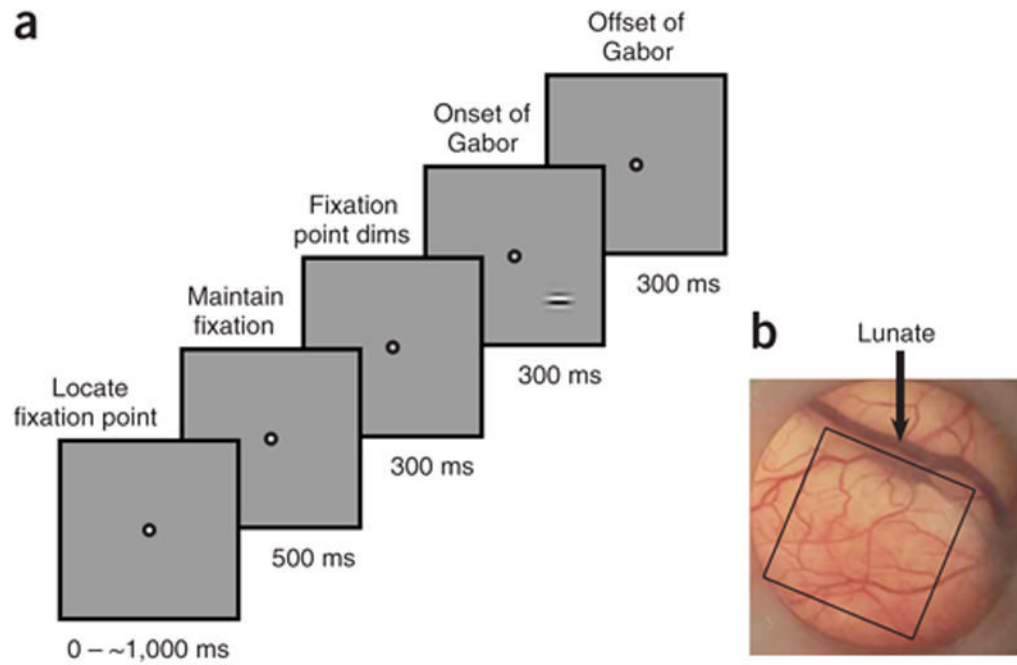 a
Offset of
Gabor
Onset of
Gabor
300 ms
Fixation
point dims
300 ms
Maintain
fixation
300 ms
Locate
fixation point
500 ms
0 – ~1,000 ms
b
Lunate